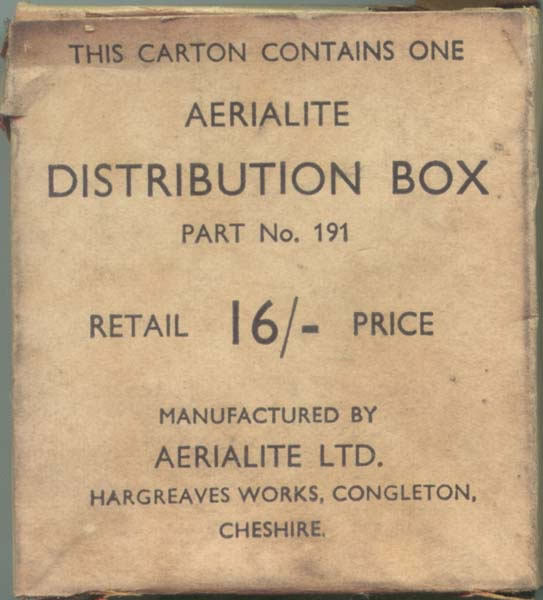 THIS CARTON CONTAINS ONE
AERIALITE
DISTRIBUTION BOX
PART No. 191
RETAIL 16/- PRICE
MANUFACTURED BY
AERIALITE LTD.
HARGREAVES WORKS, CONGLETON,
CHESHIRE.